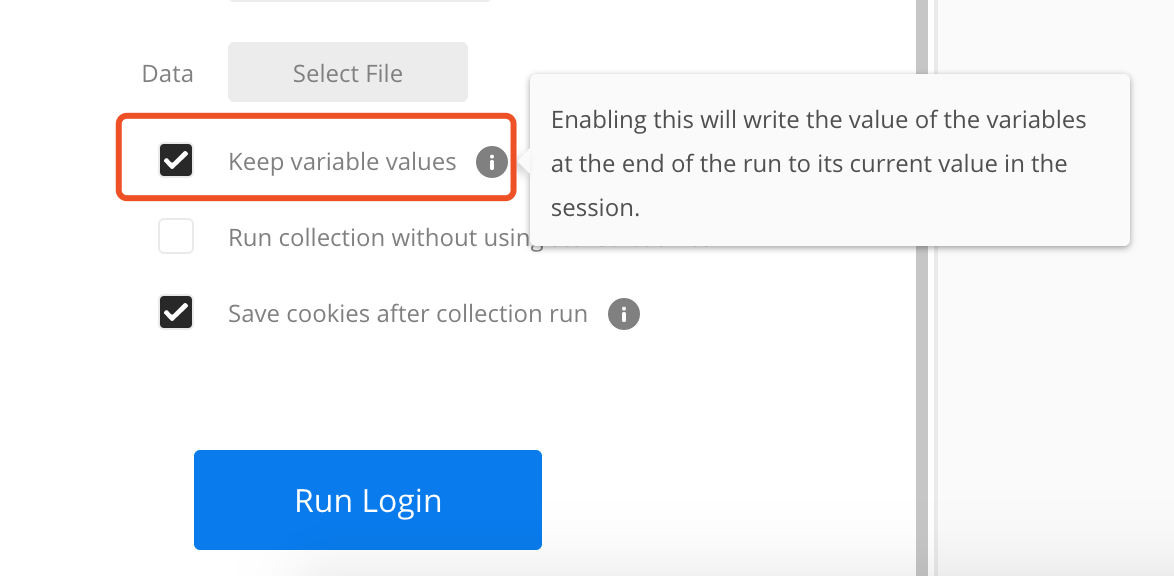 Data
Select File
Keep variable values
Enabling this will write the value of the variables
at the end of the run to its current value in the
session.
Run collection without using
Save cookies after collection run
Run Login